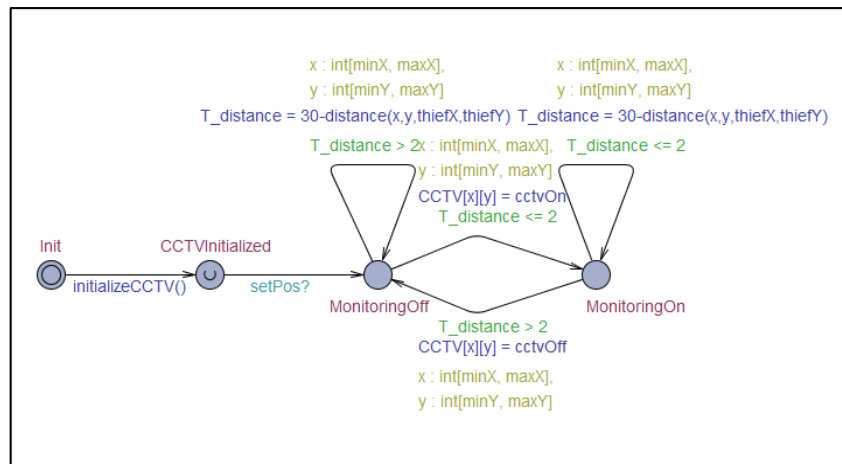 x : int[minX, maxX],
y : int[minY, maxY]
T_distance = 30-distance(x,y,thiefX,thiefY)
T_distance > 2
x : int[minX, maxX],
y : int[minY, maxY]
T_distance = 30-distance(x,y,thiefX,thiefY)
T_distance <= 2
x : int[minX, maxX],
y : int[minY, maxY]
CCTV[x][y] = cctvOn
T_distance <= 2
Init
initializeCCTV()
CCTVInitialized
setPos?
MonitoringOff
MonitoringOn
T_distance > 2
CCTV[x][y] = cctvOff
x : int[minX, maxX],
y : int[minY, maxY]